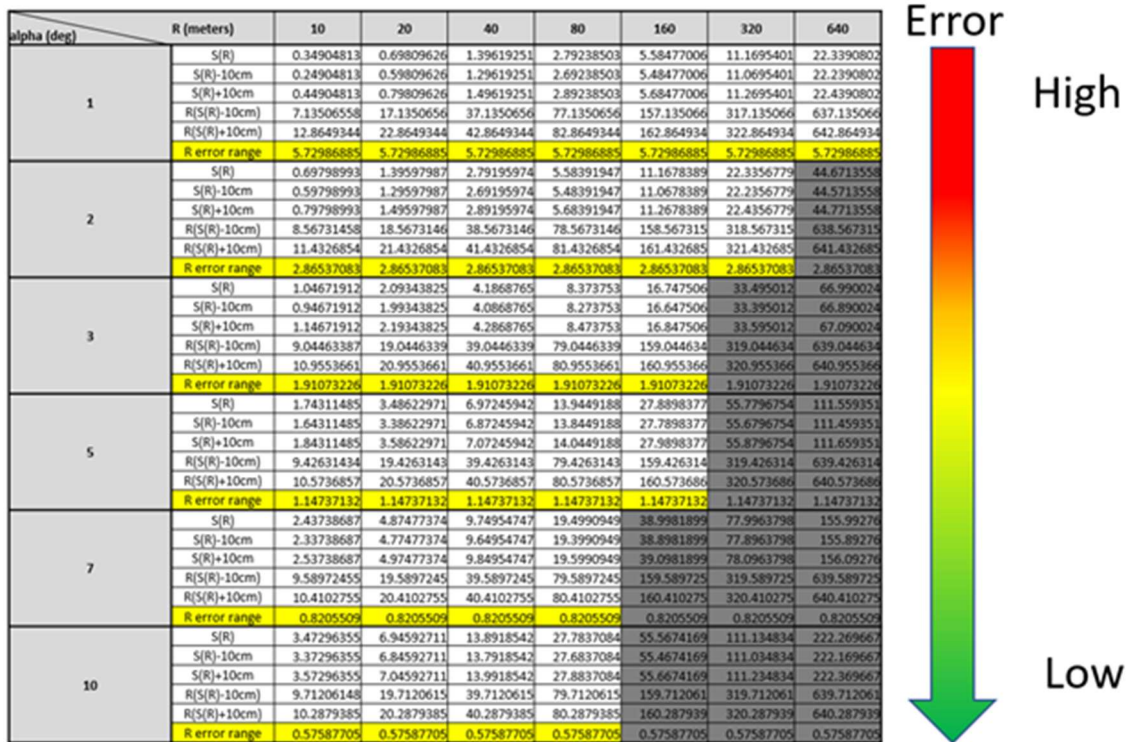 Error
High
Low
alpha (deg) R (meters) 10 20 40 80 160 320 640
1
S(R) 0.34904813 0.69809626 1.39619251 2.79238503 5.58477006 11.1695401 22.3390802
S(R)-10cm 0.24904813 0.59809626 1.29619251 2.69238503 5.48477006 11.0695401 22.2390802
S(R)+10cm 0.44904813 0.79809626 1.49619251 2.89238503 5.68477006 11.2695401 22.4390802
R(S(R)-10cm) 7.13506558 17.1350656 37.1350656 77.1350656 157.135066 317.135066 637.135066
R(S(R)+10cm) 12.8649344 22.8649344 42.8649344 82.8649344 162.864934 322.864934 642.864934
R error range 5.72986885 5.72986885 5.72986885 5.72986885 5.72986885 5.72986885 5.72986885
2
S(R) 0.69798993 1.39597987 2.79195974 5.58391947 11.1678389 22.3356779 44.6713558
S(R)-10cm 0.59798993 1.29597987 2.69195974 5.48391947 11.0678389 22.2356779 44.5713558
S(R)+10cm 0.79798993 1.49597987 2.89195974 5.68391947 11.2678389 22.4356779 44.7713558
R(S(R)-10cm) 8.56731458 18.5673146 38.5673146 78.5673146 158.567315 318.567315 638.567315
R(S(R)+10cm) 11.4326854 21.4326854 41.4326854 81.4326854 161.432685 321.432685 641.432685
R error range 2.86537083 2.86537083 2.86537083 2.86537083 2.86537083 2.86537083 2.86537083
3
S(R) 1.04671912 2.09343825 4.1868765 8.373753 16.747506 33.495012 66.990024
S(R)-10cm 0.94671912 1.99343825 4.0868765 8.273753 16.647506 33.395012 66.890024
S(R)+10cm 1.14671912 2.19343825 4.2868765 8.473753 16.847506 33.595012 67.090024
R(S(R)-10cm) 9.04463387 19.0446339 39.0446339 79.0446339 159.044634 319.044634 639.044634
R(S(R)+10cm) 10.9553661 20.9553661 40.9553661 80.9553661 160.955366 320.955366 640.955366
R error range 1.91073226 1.91073226 1.91073226 1.91073226 1.91073226 1.91073226 1.91073226
5
S(R) 1.74311485 3.48622971 6.97245942 13.9449188 27.8898377 55.7796754 111.559351
S(R)-10cm 1.64311485 3.38622971 6.87245942 13.8449188 27.7898377 55.6796754 111.459351
S(R)+10cm 1.84311485 3.58622971 7.07245942 14.0449188 27.9898377 55.8796754 111.659351
R(S(R)-10cm) 9.42631434 19.4263143 39.4263143 79.4263143 159.426314 319.426314 639.426314
R(S(R)+10cm) 10.5736857 20.5736857 40.5736857 80.5736857 160.573686 320.573686 640.573686
R error range 1.14737132 1.14737132 1.14737132 1.14737132 1.14737132 1.14737132 1.14737132
7
S(R) 2.43738687 4.87477374 9.74954747 19.4990949 38.9981899 77.9963798 155.99276
S(R)-10cm 2.33738687 4.77477374 9.64954747 19.3990949 38.8981899 77.8963798 155.89276
S(R)+10cm 2.53738687 4.97477374 9.84954747 19.5990949 39.0981899 78.0963798 156.09276
R(S(R)-10cm) 9.58972455 19.5897245 39.5897245 79.5897245 159.589725 319.589725 639.589725
R(S(R)+10cm) 10.4102755 20.4102755 40.4102755 80.4102755 160.410275 320.410275 640.410275
R error range 0.8205509 0.8205509 0.8205509 0.8205509 0.8205509 0.8205509 0.8205509
10
S(R) 3.47296355 6.94592711 13.8918542 27.7837084 55.5674169 111.134834 222.269667
S(R)-10cm 3.37296355 6.84592711 13.7918542 27.6837084 55.4674169 111.034834 222.169667
S(R)+10cm 3.57296355 7.04592711 13.9918542 27.8837084 55.6674169 111.234834 222.369667
R(S(R)-10cm) 9.71206148 19.7120615 39.7120615 79.7120615 159.712061 319.712061 639.712061
R(S(R)+10cm) 10.2879385 20.2879385 40.2879385 80.2879385 160.287939 320.287939 640.287939
R error range 0.57587705 0.57587705 0.57587705 0.57587705 0.57587705 0.57587705 0.57587705